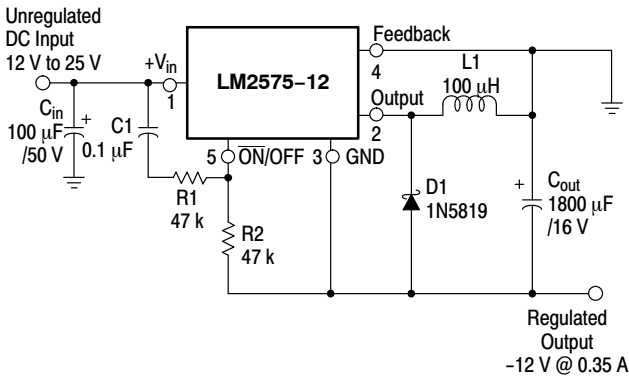 Unregulated
DC Input
12 V to 25 V
+Vin
1
LM2575−12
Feedback
4
L1
100 μH
Output
2
Cin
100 μF
/50 V
+
C1
0.1 μF
5
ON/OFF
3
GND
R1
47 k
R2
47 k
D1
1N5819
+
Cout
1800 μF
/16 V
Regulated
Output
−12 V @ 0.35 A